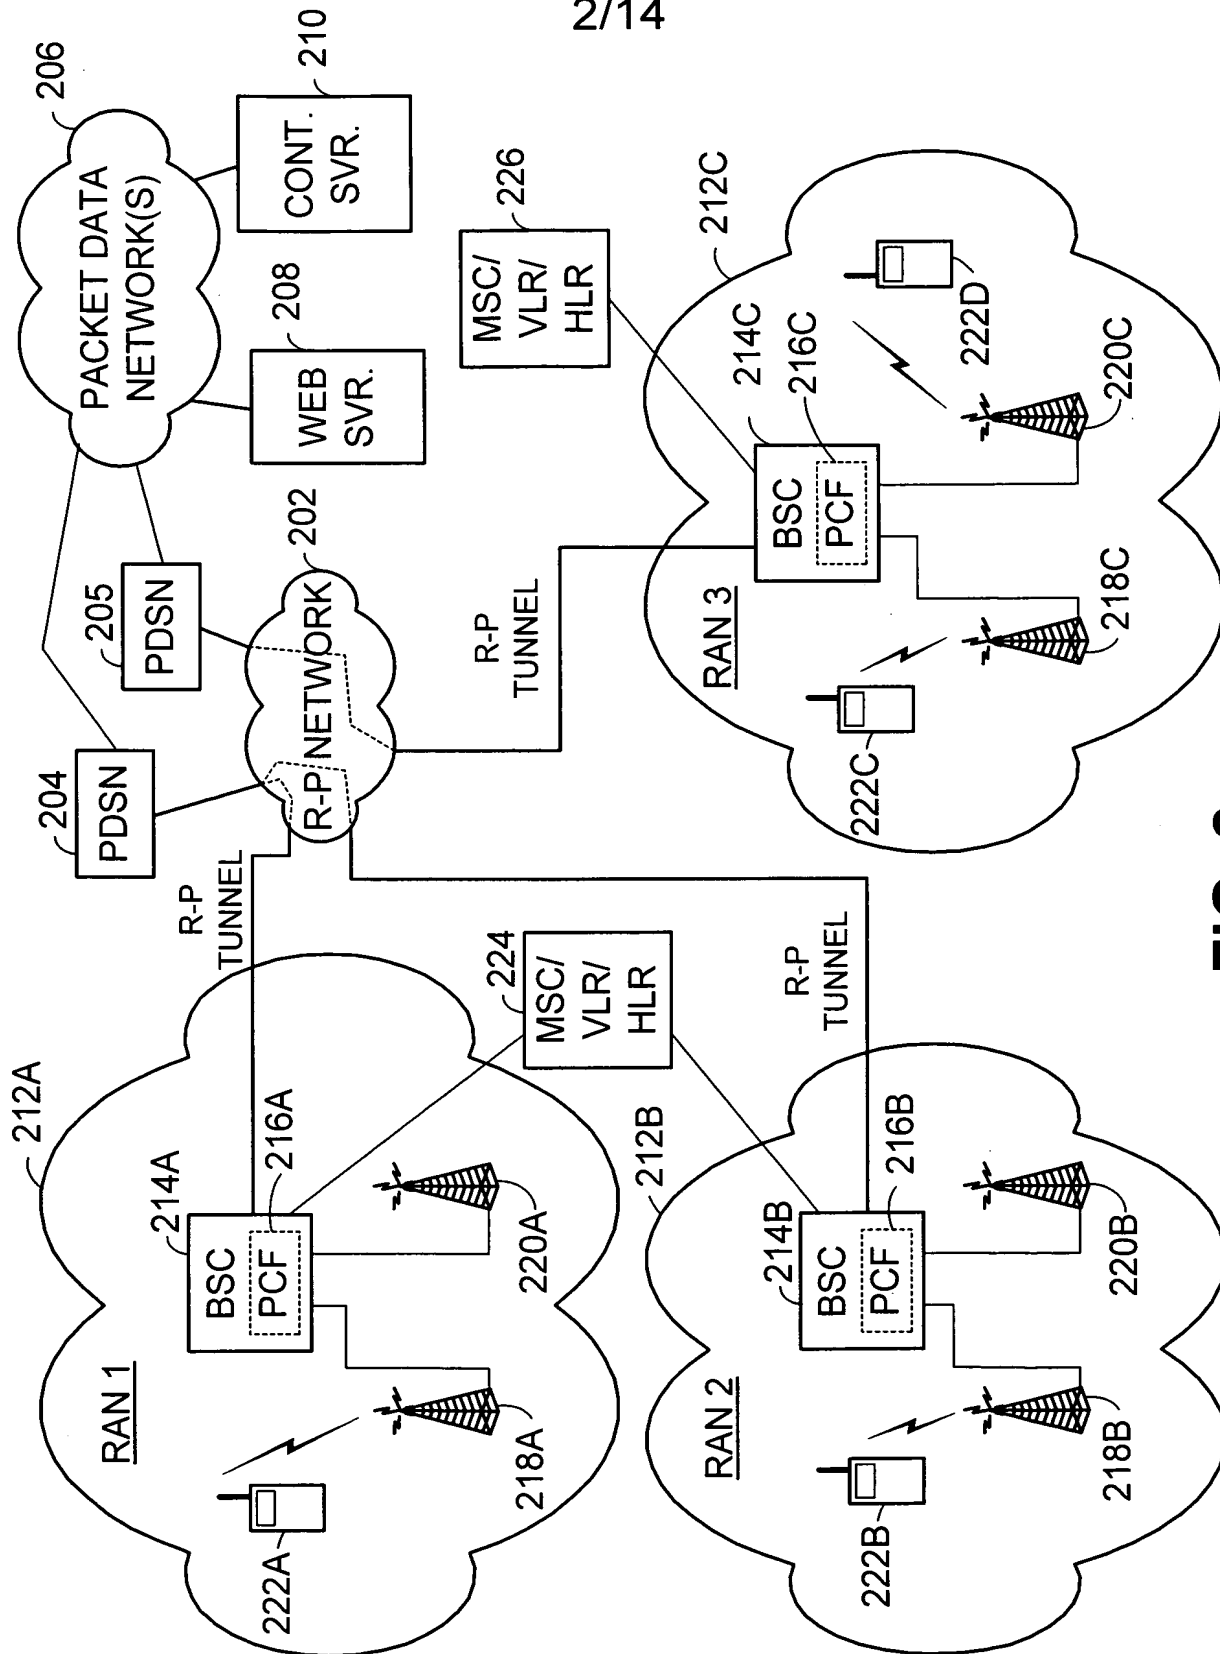 2/14
206
PACKET DATA
NETWORK(S)
210
CONT.
SVR.
208
WEB
SVR.
204
PDSN
205
PDSN
202
R-P NETWORK
R-P
TUNNEL
R-P
TUNNEL
R-P
TUNNEL
212A
RAN 1
214A
BSC
216A
PCF
218A
220A
222A
224
MSC/
VLR/
HLR
212B
RAN 2
214B
BSC
216B
PCF
218B
220B
222B
226
MSC/
VLR/
HLR
212C
RAN 3
214C
BSC
216C
PCF
218C
220C
222C
222D